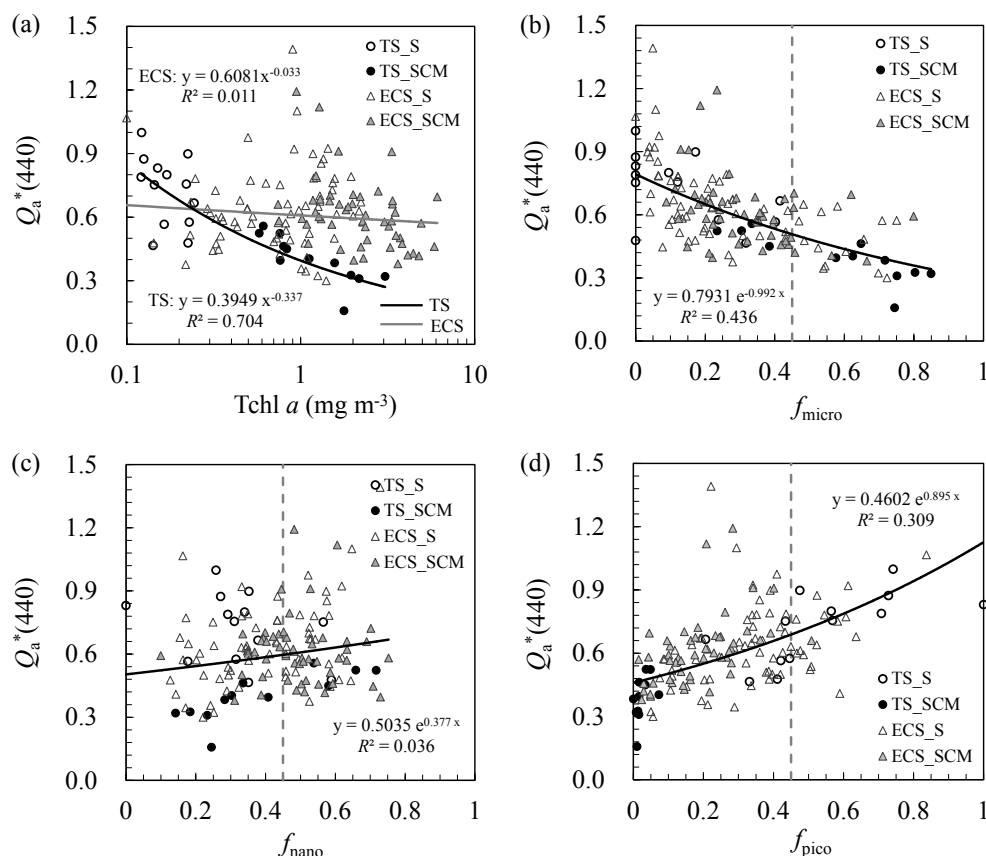 (a)
TS_S
TS_SCM
ECS_S
ECS_SCM
ECS: y = 0.6081x^-0.033
R² = 0.011
TS: y = 0.3949 x^-0.337
R² = 0.704
TS
ECS
1.5
1.2
0.9
0.6
0.3
0.0
Qa*(440)
0.1 1 10
Tchl a (mg m-3)
(b)
TS_S
TS_SCM
ECS_S
ECS_SCM
y = 0.7931 e^-0.992 x
R² = 0.436
1.5
1.2
0.9
0.6
0.3
0.0
Qa*(440)
0 0.2 0.4 0.6 0.8 1
fmicro
(c)
TS_S
TS_SCM
ECS_S
ECS_SCM
y = 0.5035 e^0.377 x
R² = 0.036
1.5
1.2
0.9
0.6
0.3
0.0
Qa*(440)
0 0.2 0.4 0.6 0.8 1
fnano
(d)
y = 0.4602 e^0.895 x
R² = 0.309
TS_S
TS_SCM
ECS_S
ECS_SCM
1.5
1.2
0.9
0.6
0.3
0.0
Qa*(440)
0 0.2 0.4 0.6 0.8 1
fpico